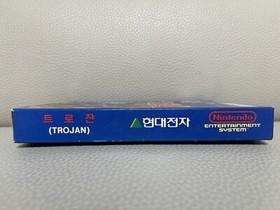 트로잔
(TROJAN)
현대전자
Nintendo
ENTERTAINMENT
SYSTEM